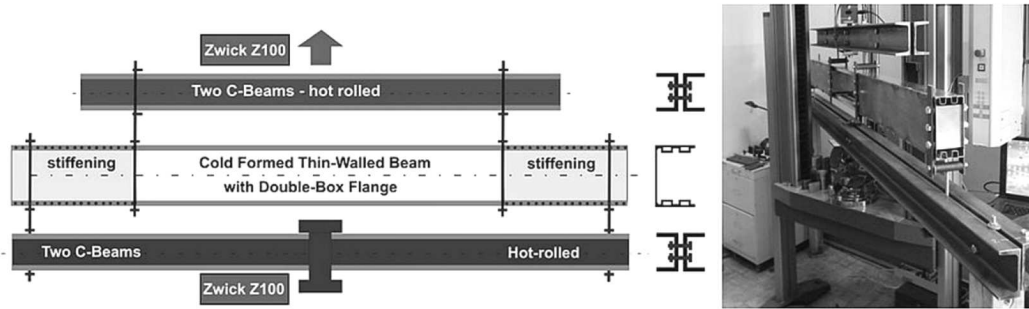 Zwick Z100
Two C-Beams - hot rolled
stiffening
Cold Formed Thin-Walled Beam
with Double-Box Flange
stiffening
Two C-Beams
Hot-rolled
Zwick Z100